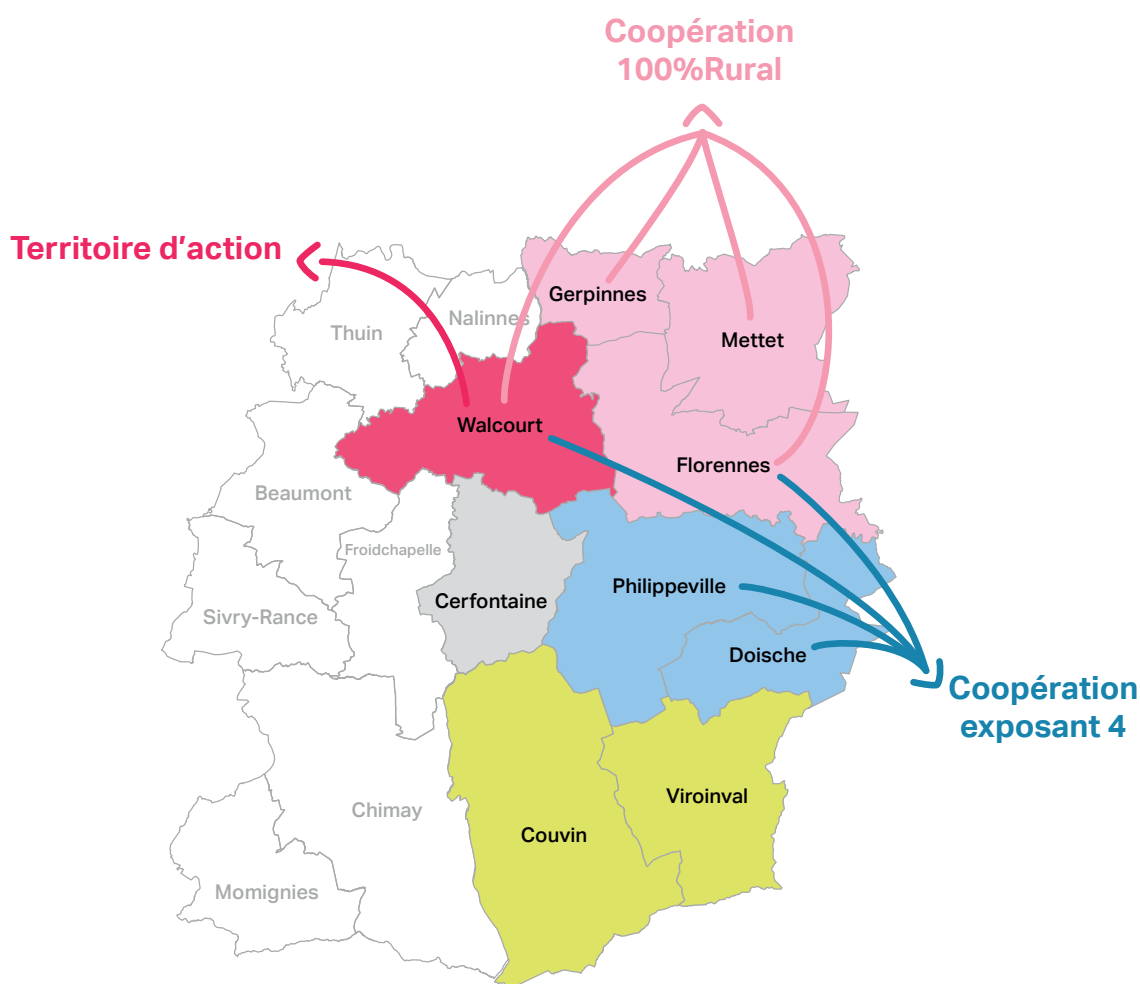 Coopération
100%Rural
Territoire d'action
Gerpinnes
Nalinnes
Thuin
Mettet
Walcourt
Florennes
Beaumont
Froidchapelle
Philippeville
Cerfontaine
Sivry-Rance
Doische
Coopération
exposant 4
Viroinval
Chimay
Couvin
Momignies